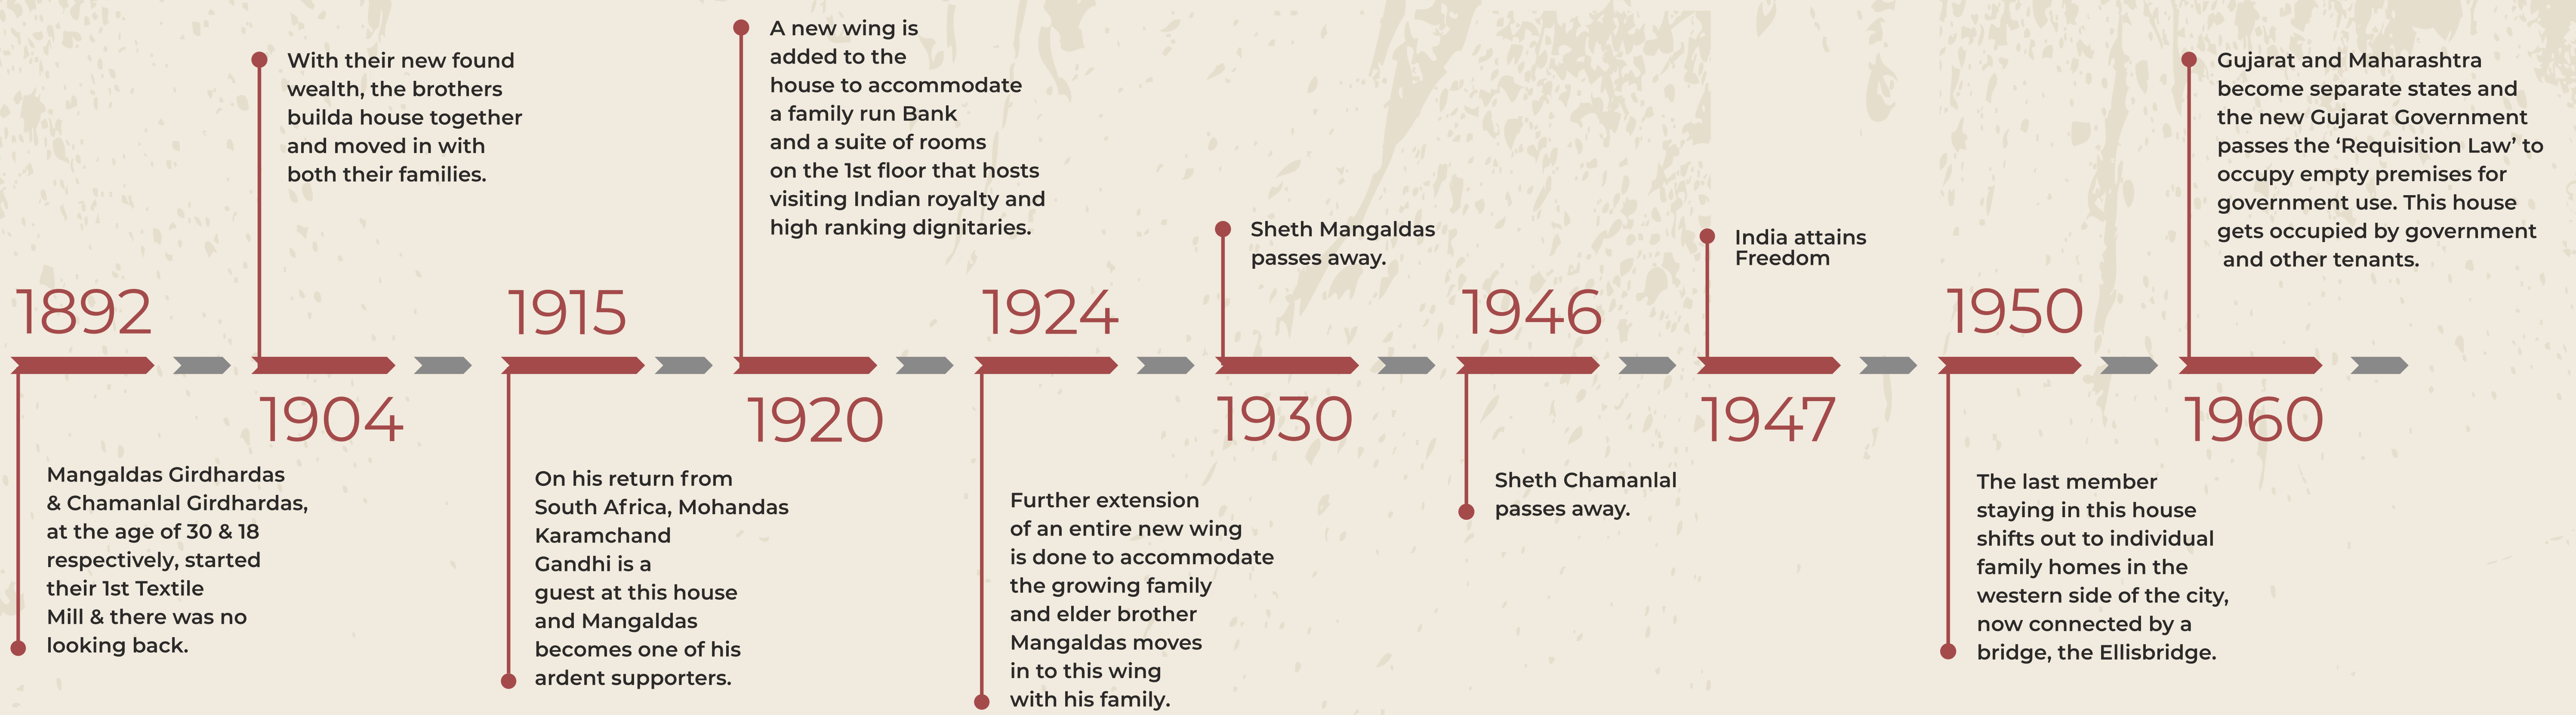 1892
Mangaldas Girdhardas
& Chamanlal Girdhardas,
at the age of 30 & 18
respectively, started
their 1st Textile
Mill & there was no
looking back.
With their new found
wealth, the brothers
builda house together
and moved in with
both their families.
1904
1915
On his return from
South Africa, Mohandas
Karamchand
Gandhi is a
guest at this house
and Mangaldas
becomes one of his
ardent supporters.
A new wing is
added to the
house to accommodate
a family run Bank
and a suite of rooms
on the 1st floor that hosts
visiting Indian royalty and
high ranking dignitaries.
1920
1924
Further extension
of an entire new wing
is done to accommodate
the growing family
and elder brother
Mangaldas moves
in to this wing
with his family.
Sheth Mangaldas
passes away.
1930
1946
Sheth Chamanlal
passes away.
India attains
Freedom
1947
1950
The last member
staying in this house
shifts out to individual
family homes in the
western side of the city,
now connected by a
bridge, the Ellisbridge.
Gujarat and Maharashtra
become separate states and
the new Gujarat Government
passes the ‘Requisition Law’ to
occupy empty premises for
government use. This house
gets occupied by government
and other tenants.
1960